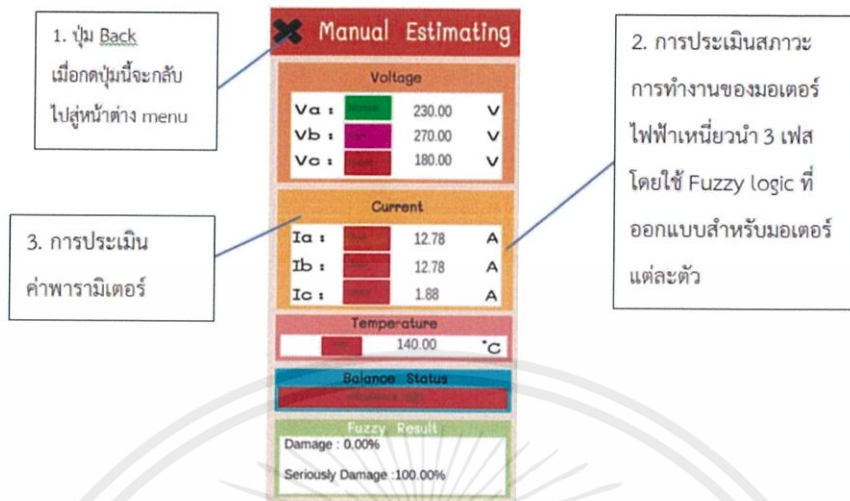 1. ปุ่ม Back
เมื่อกดปุ่มนี้จะกลับ
ไปสู่หน้าต่าง menu
3. การประเมิน
ค่าพารามิเตอร์
Manual Estimating
Voltage
Va : 230.00 V
Vb : 270.00 V
Vc : 180.00 V
Current
Ia : 12.78 A
Ib : 12.78 A
Ic : 1.88 A
Temperature
140.00 °C
Balance Status
Fuzzy Result
Damage : 0.00%
Seriously Damage :100.00%
2. การประเมินสภาวะ
การทำงานของมอเตอร์
ไฟฟ้าเหนี่ยวนำ 3 เฟส
โดยใช้ Fuzzy logic ที่
ออกแบบสำหรับมอเตอร์
แต่ละตัว